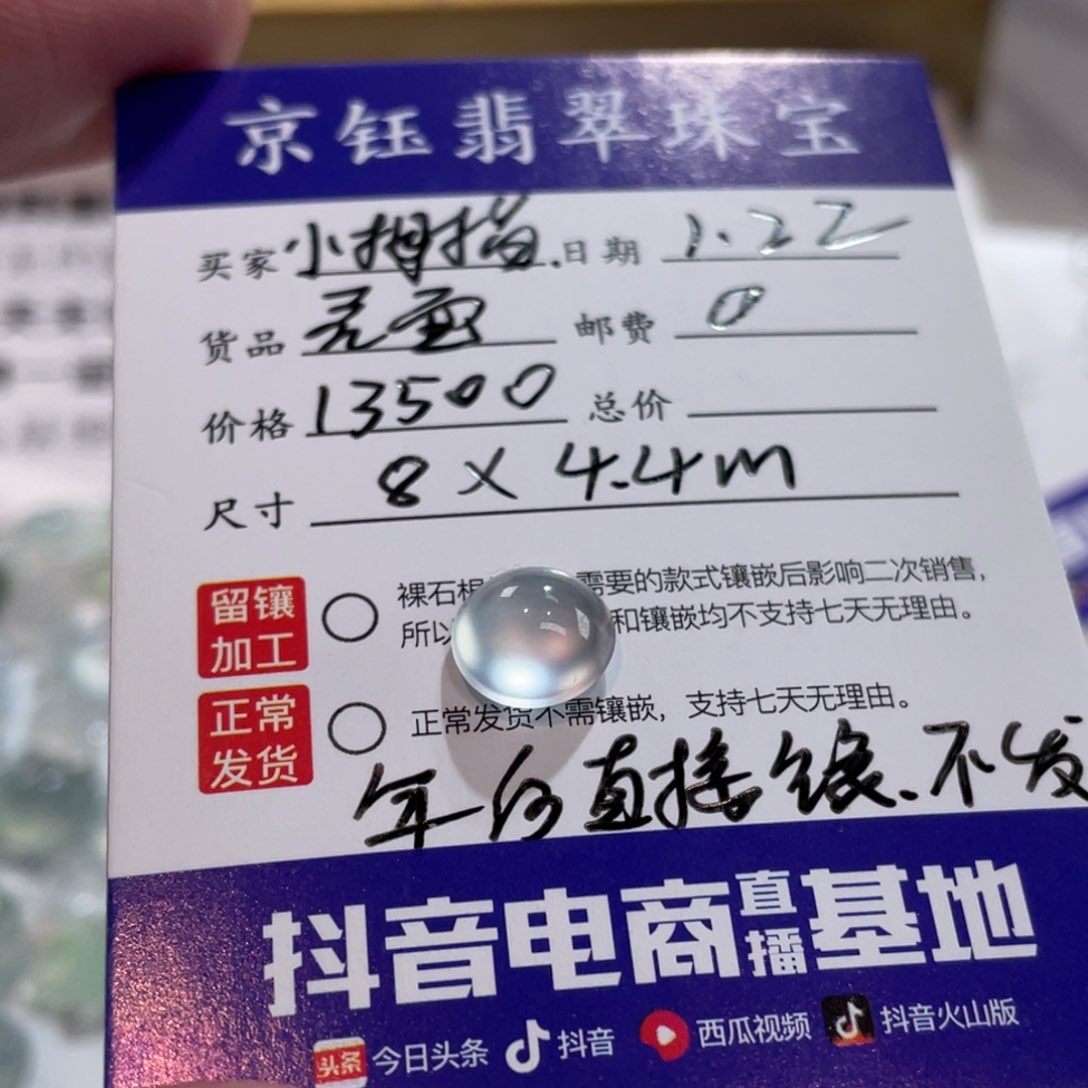 京钰翡翠珠宝
买家 小拇指 日期 1.22
货品 邮费 0
价格 13500 总价
尺寸 8×4.4m
留镶加工 裸石 需要的款式镶嵌后影响二次销售，
和镶嵌均不支持七天无理由。
正常发货 正常发货不需镶嵌，支持七天无理由。
年后直接镶.不发
抖音电商直播基地
头条 今日头条 抖音 西瓜视频 抖音火山版